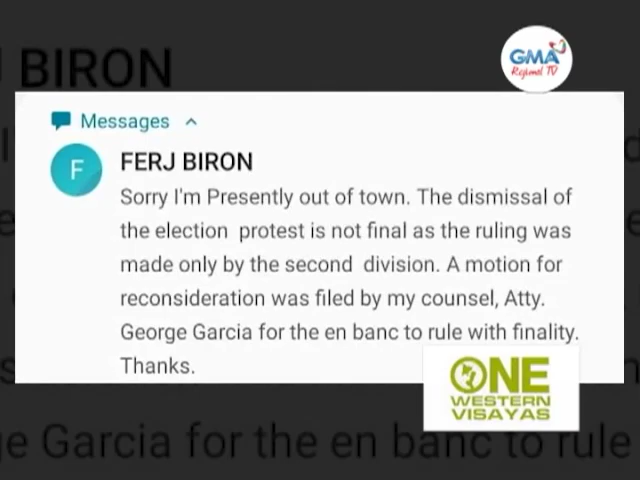 BIRON
GMA
Regional TV
Messages
F
FERJ BIRON
Sorry I'm Presently out of town. The dismissal of
the election protest is not final as the ruling was
made only by the second division. A motion for
reconsideration was filed by my counsel, Atty.
George Garcia for the en banc to rule with finality.
Thanks.
ONE
WESTERN
VISAYAS
ge Garcia for the en banc to rule